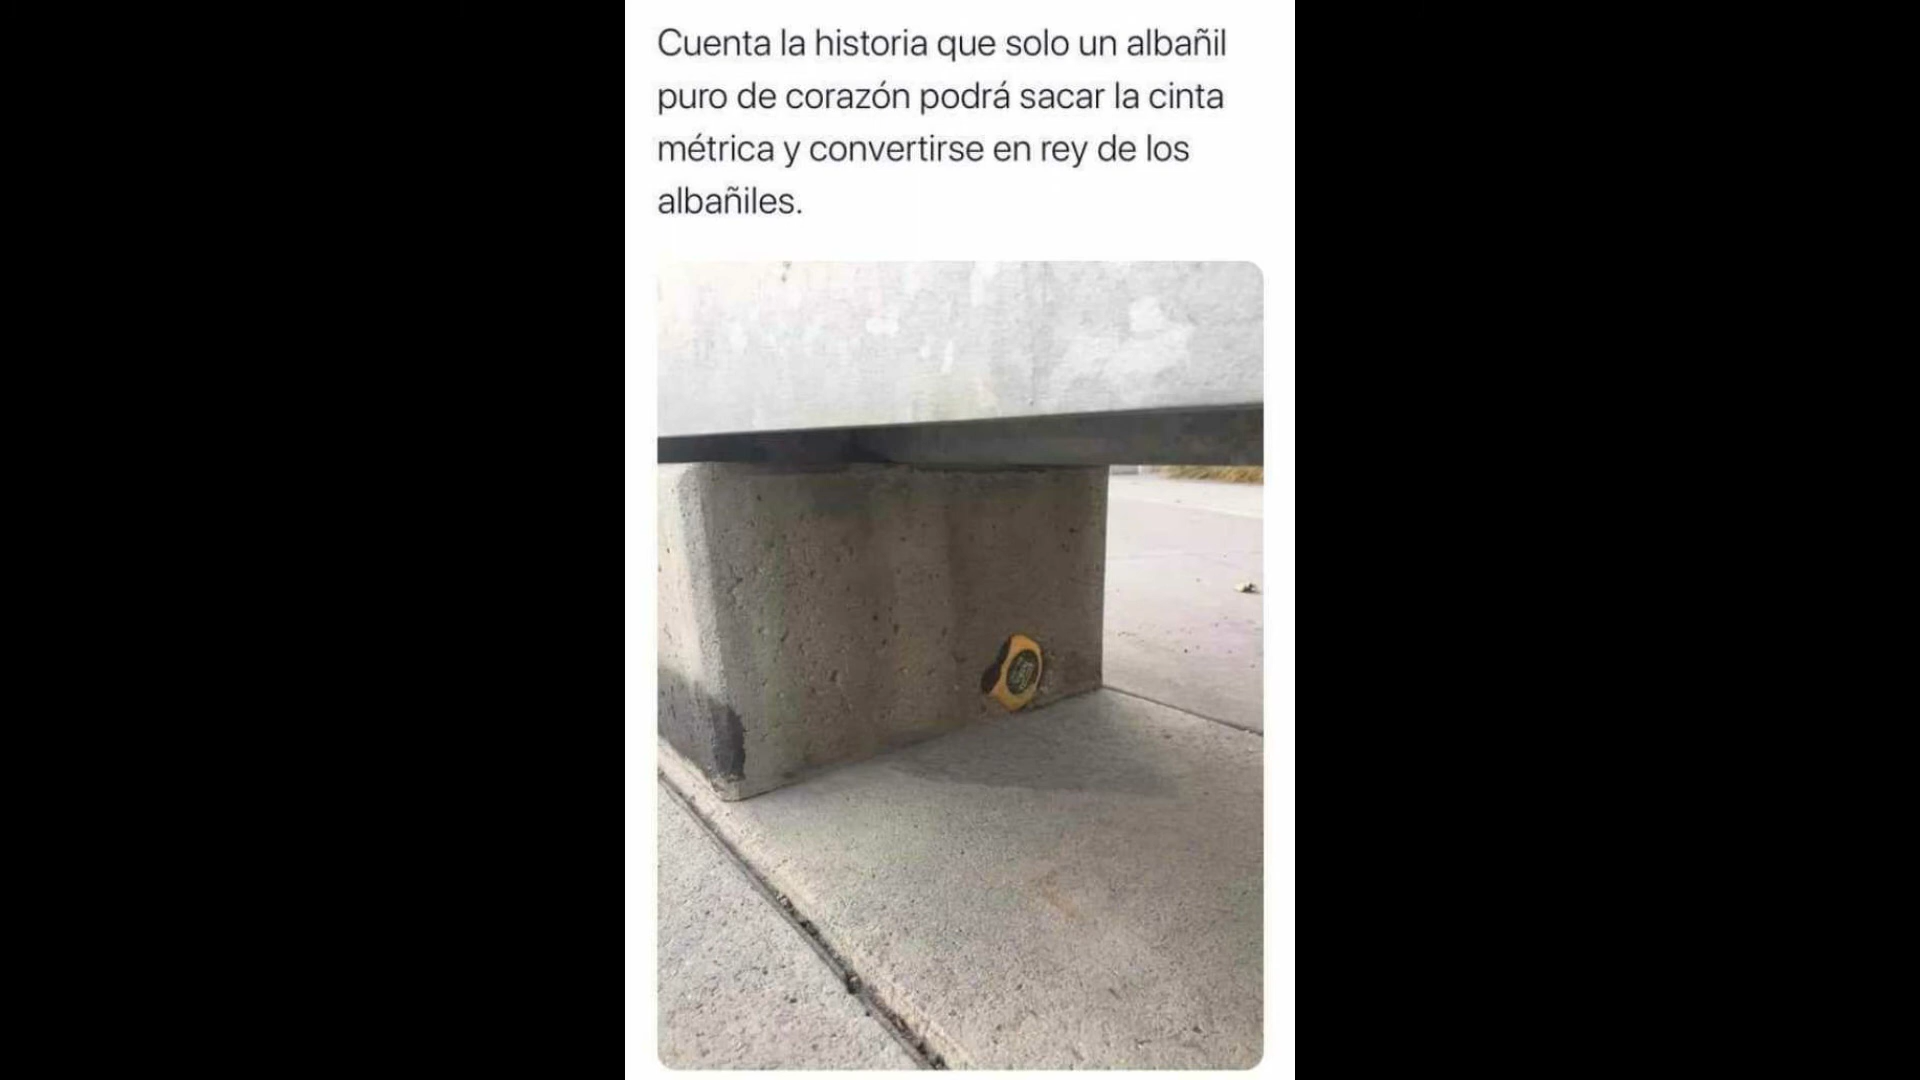 Cuenta la historia que solo un albañil
puro de corazón podrá sacar la cinta
métrica y convertirse en rey de los
albañiles.